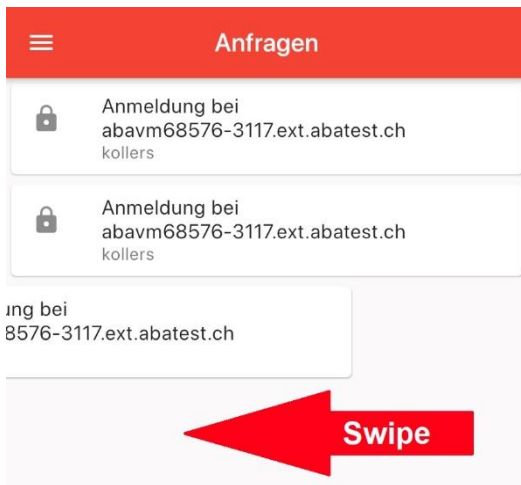 Anfragen
Anmeldung bei
abavm68576-3117.ext.abatest.ch
kollers
Anmeldung bei
abavm68576-3117.ext.abatest.ch
kollers
ung bei
8576-3117.ext.abatest.ch
Swipe